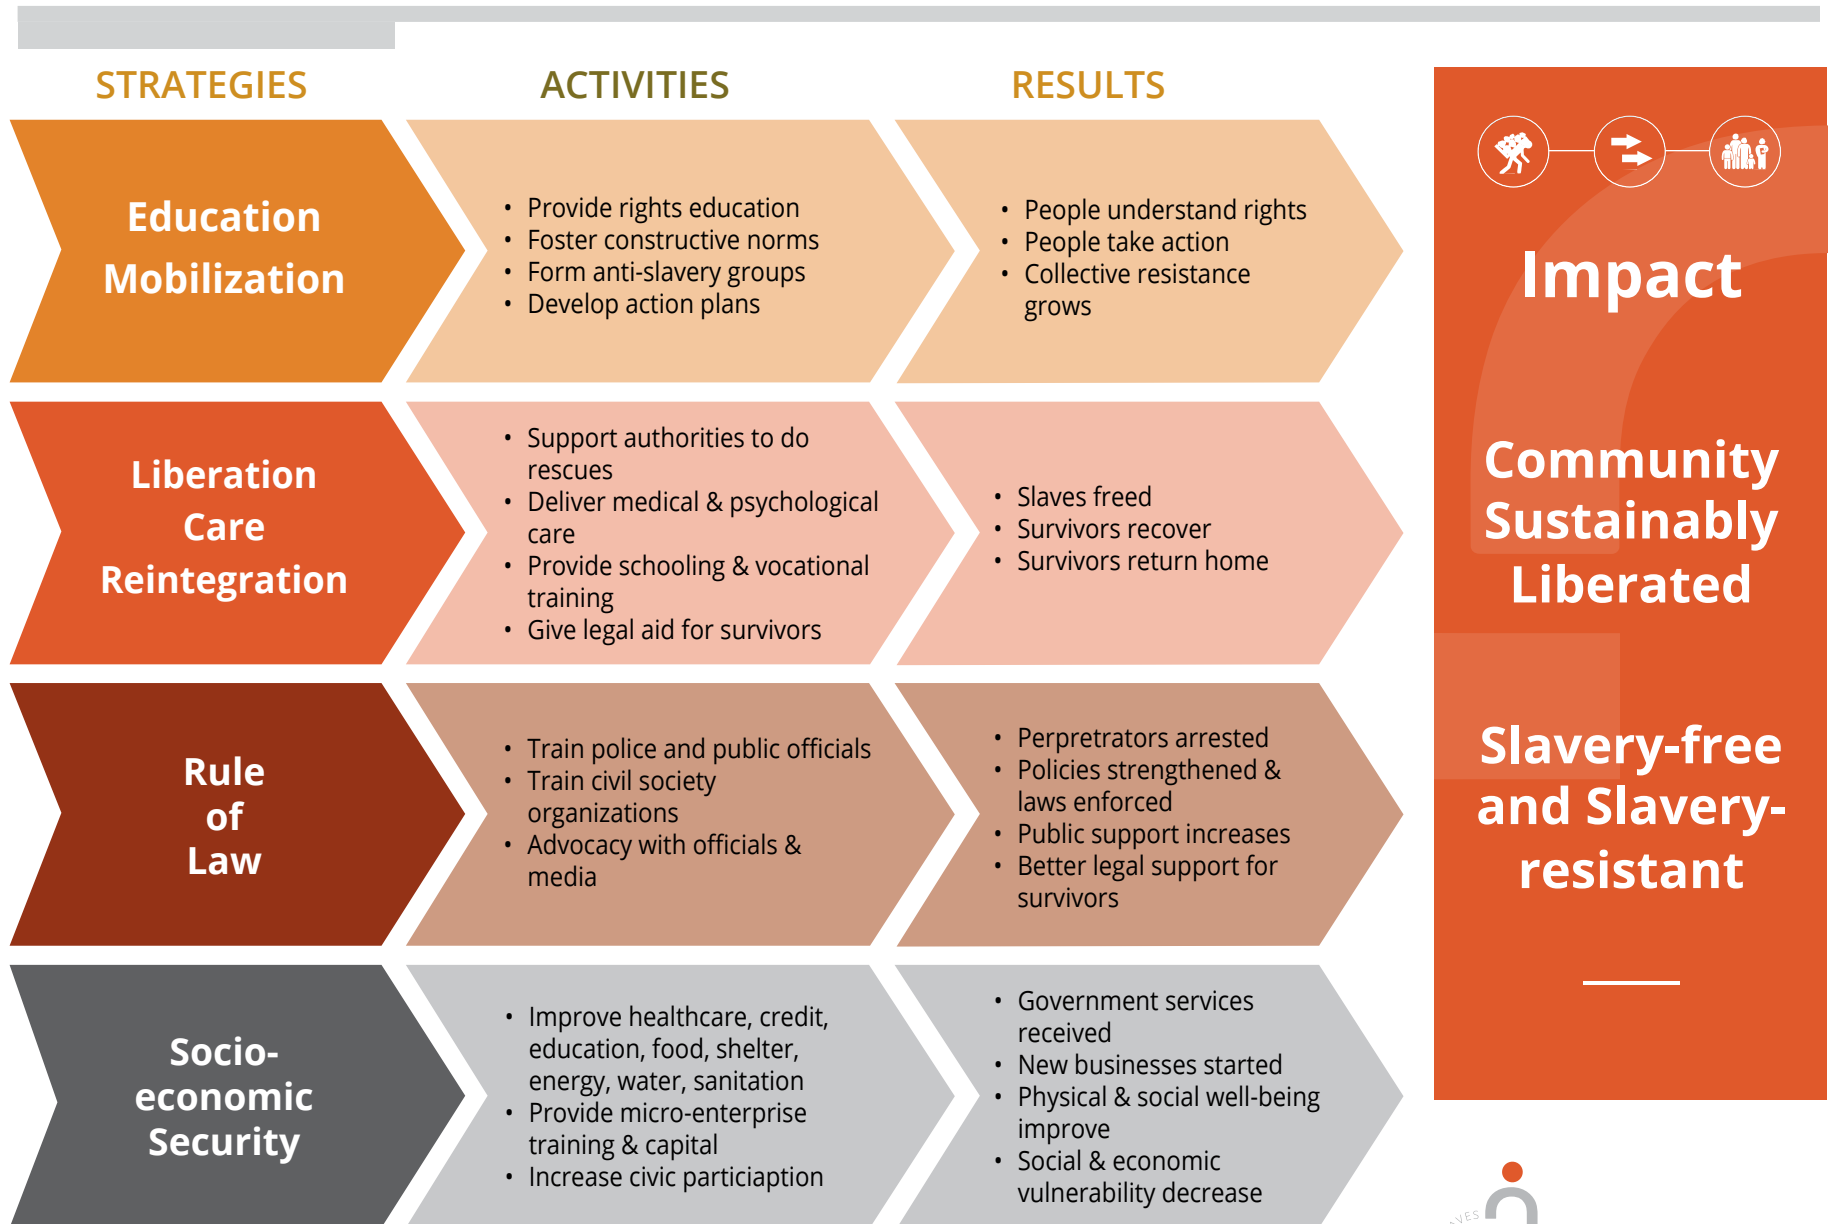 STRATEGIES
ACTIVITIES
RESULTS
Education
Mobilization
• Provide rights education
• Foster constructive norms
• Form anti-slavery groups
• Develop action plans
• People understand rights
• People take action
• Collective resistance
grows
Liberation
Care
Reintegration
• Support authorities to do
rescues
• Deliver medical & psychological
care
• Provide schooling & vocational
training
• Give legal aid for survivors
• Slaves freed
• Survivors recover
• Survivors return home
Rule
of
Law
• Train police and public officials
• Train civil society
organizations
• Advocacy with officials &
media
• Perpretrators arrested
• Policies strengthened &
laws enforced
• Public support increases
• Better legal support for
survivors
Socio-
economic
Security
• Improve healthcare, credit,
education, food, shelter,
energy, water, sanitation
• Provide micro-enterprise
training & capital
• Increase civic particiaption
• Government services
received
• New businesses started
• Physical & social well-being
improve
• Social & economic
vulnerability decrease
Impact
Community
Sustainably
Liberated
Slavery-free
and Slavery-
resistant